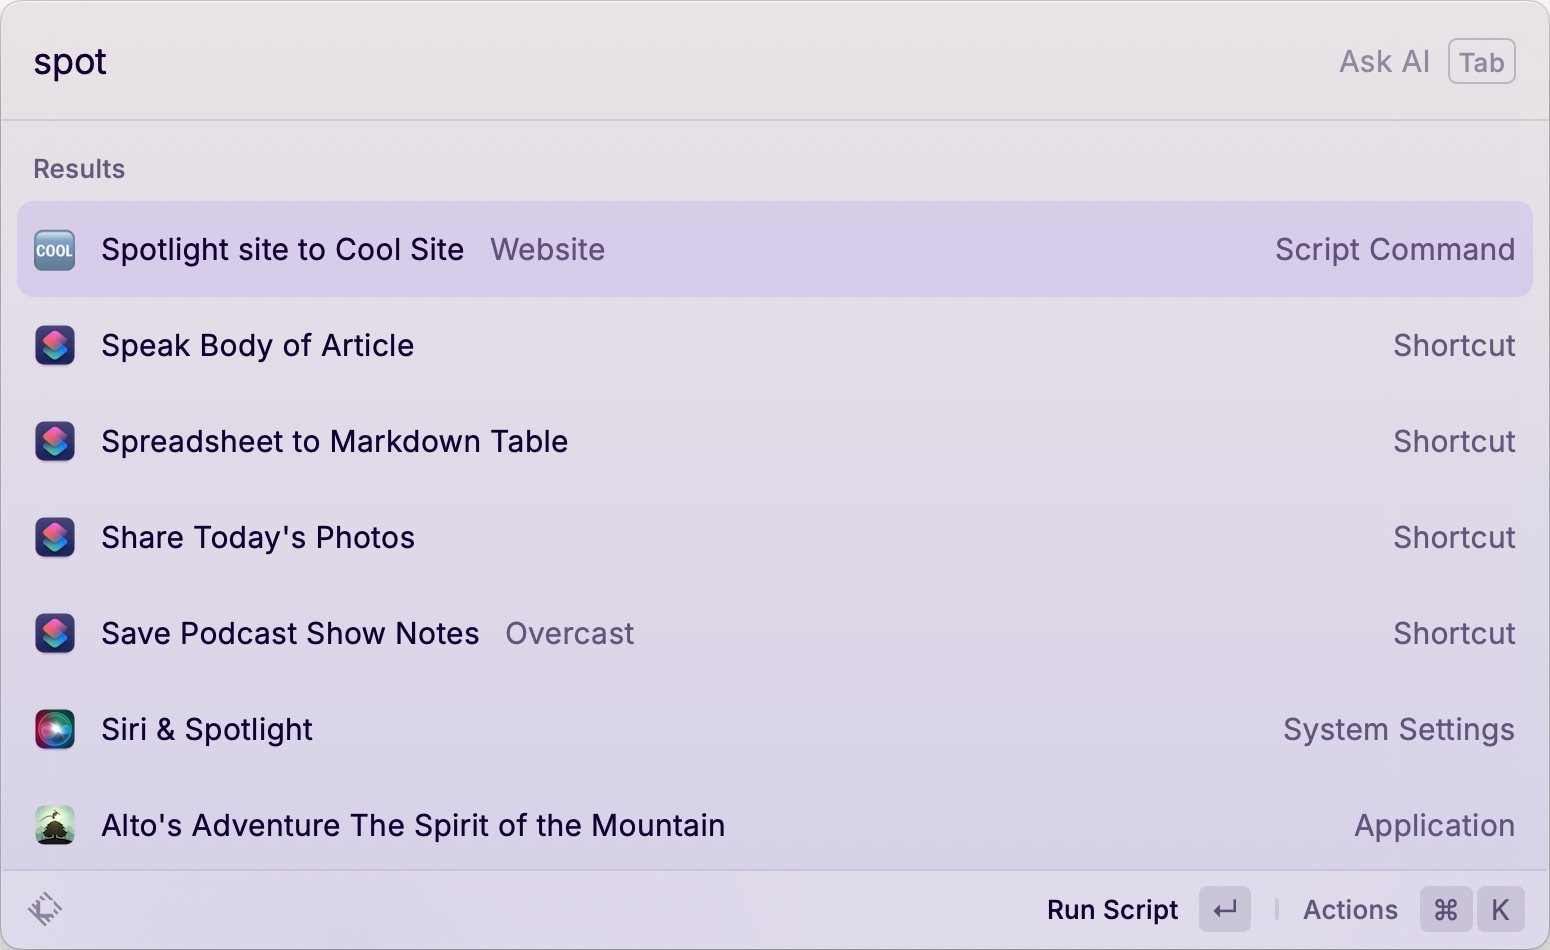 spot
Ask AI Tab
Results
COOL Spotlight site to Cool Site Website Script Command
Speak Body of Article Shortcut
Spreadsheet to Markdown Table Shortcut
Share Today's Photos Shortcut
Save Podcast Show Notes Overcast Shortcut
Siri & Spotlight System Settings
Alto's Adventure The Spirit of the Mountain Application
Run Script ↵ Actions ⌘ K